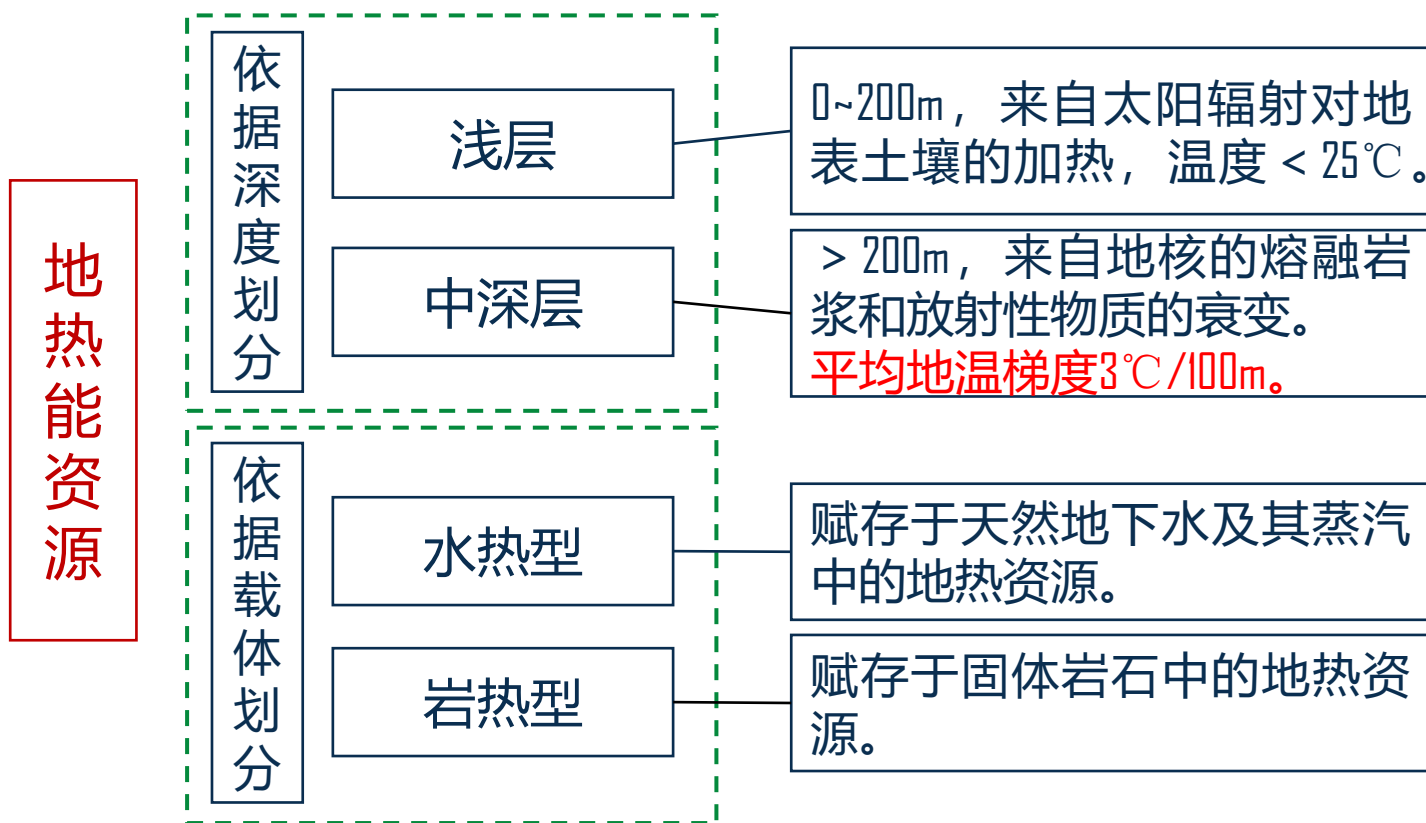 地热能资源
依据深度划分
浅层
0~200m，来自太阳辐射对地
表土壤的加热，温度＜25℃。
中深层
＞200m，来自地核的熔融岩
浆和放射性物质的衰变。
平均地温梯度3℃/100m。
依据载体划分
水热型
赋存于天然地下水及其蒸汽
中的地热资源。
岩热型
赋存于固体岩石中的地热资
源。